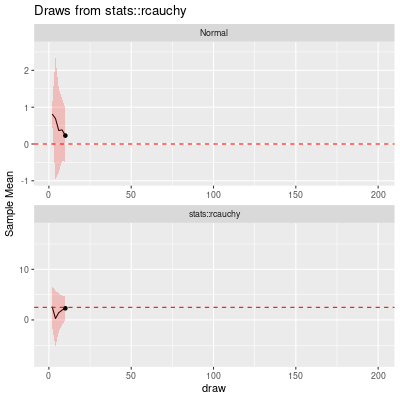 Draws from stats::rcauchy
Normal
2
1
0
-1
0 50 100 150 200
stats::rcauchy
10
0
0 50 100 150 200
draw
Sample Mean